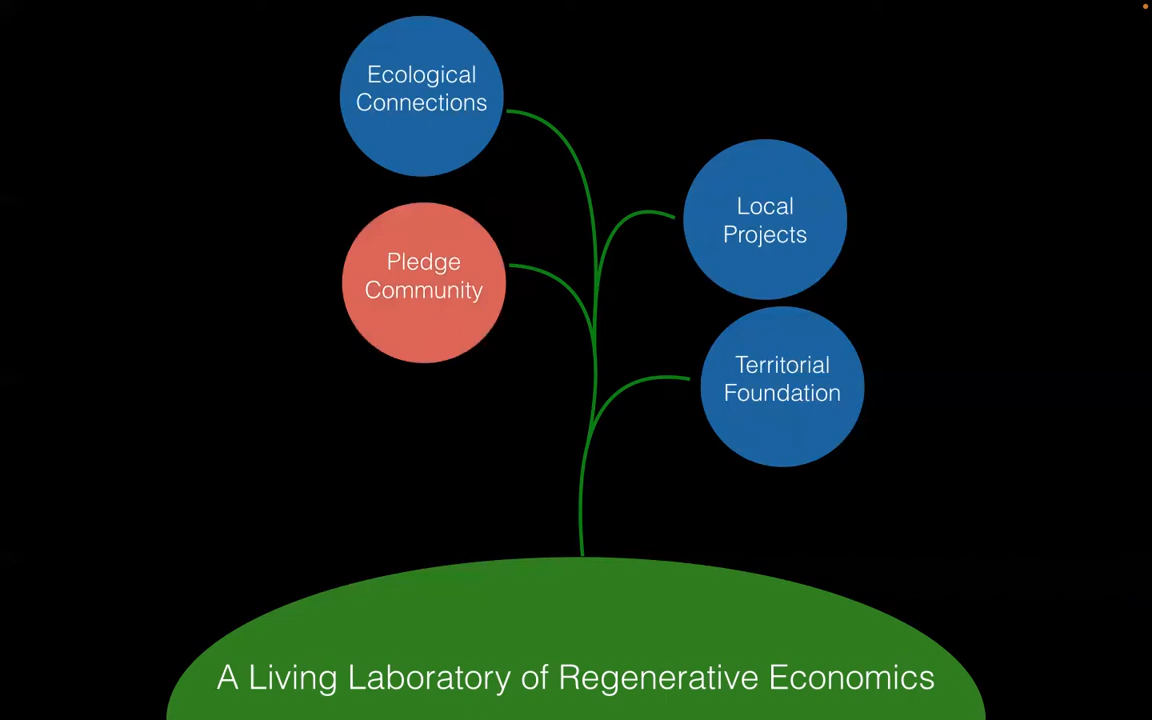 Ecological
Connections
Local
Projects
Pledge
Community
Territorial
Foundation
A Living Laboratory of Regenerative Economics